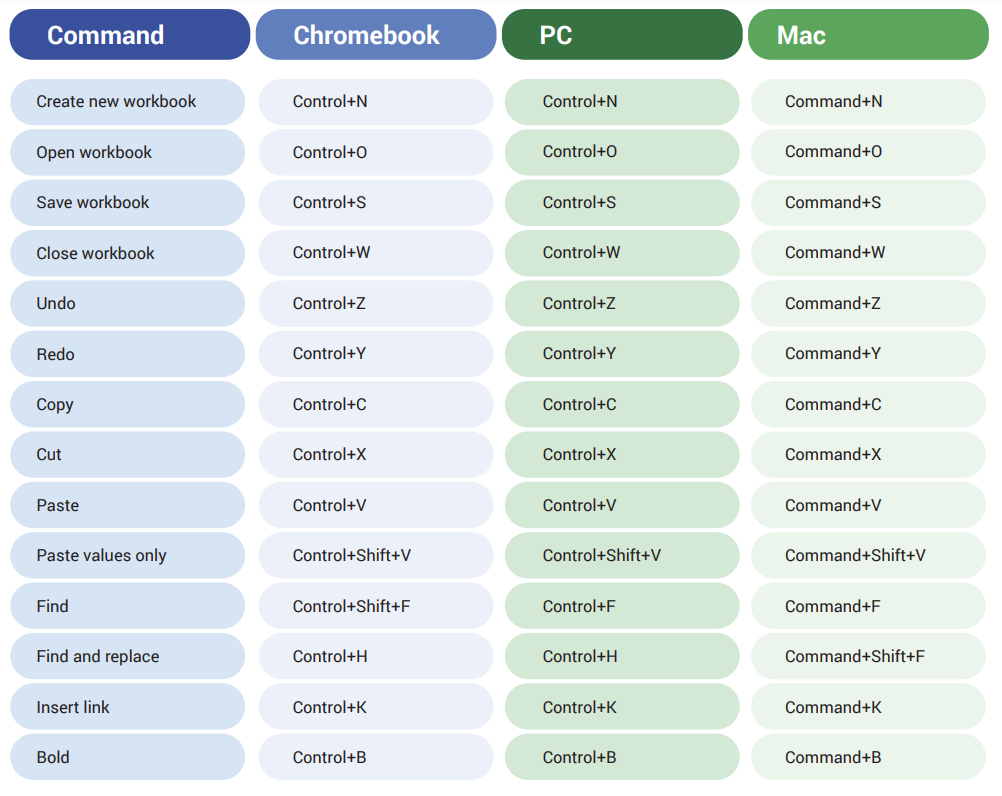 Command Chromebook PC Mac
Create new workbook Control+N Control+N Command+N
Open workbook Control+O Control+O Command+O
Save workbook Control+S Control+S Command+S
Close workbook Control+W Control+W Command+W
Undo Control+Z Control+Z Command+Z
Redo Control+Y Control+Y Command+Y
Copy Control+C Control+C Command+C
Cut Control+X Control+X Command+X
Paste Control+V Control+V Command+V
Paste values only Control+Shift+V Control+Shift+V Command+Shift+V
Find Control+Shift+F Control+F Command+F
Find and replace Control+H Control+H Command+Shift+F
Insert link Control+K Control+K Command+K
Bold Control+B Control+B Command+B